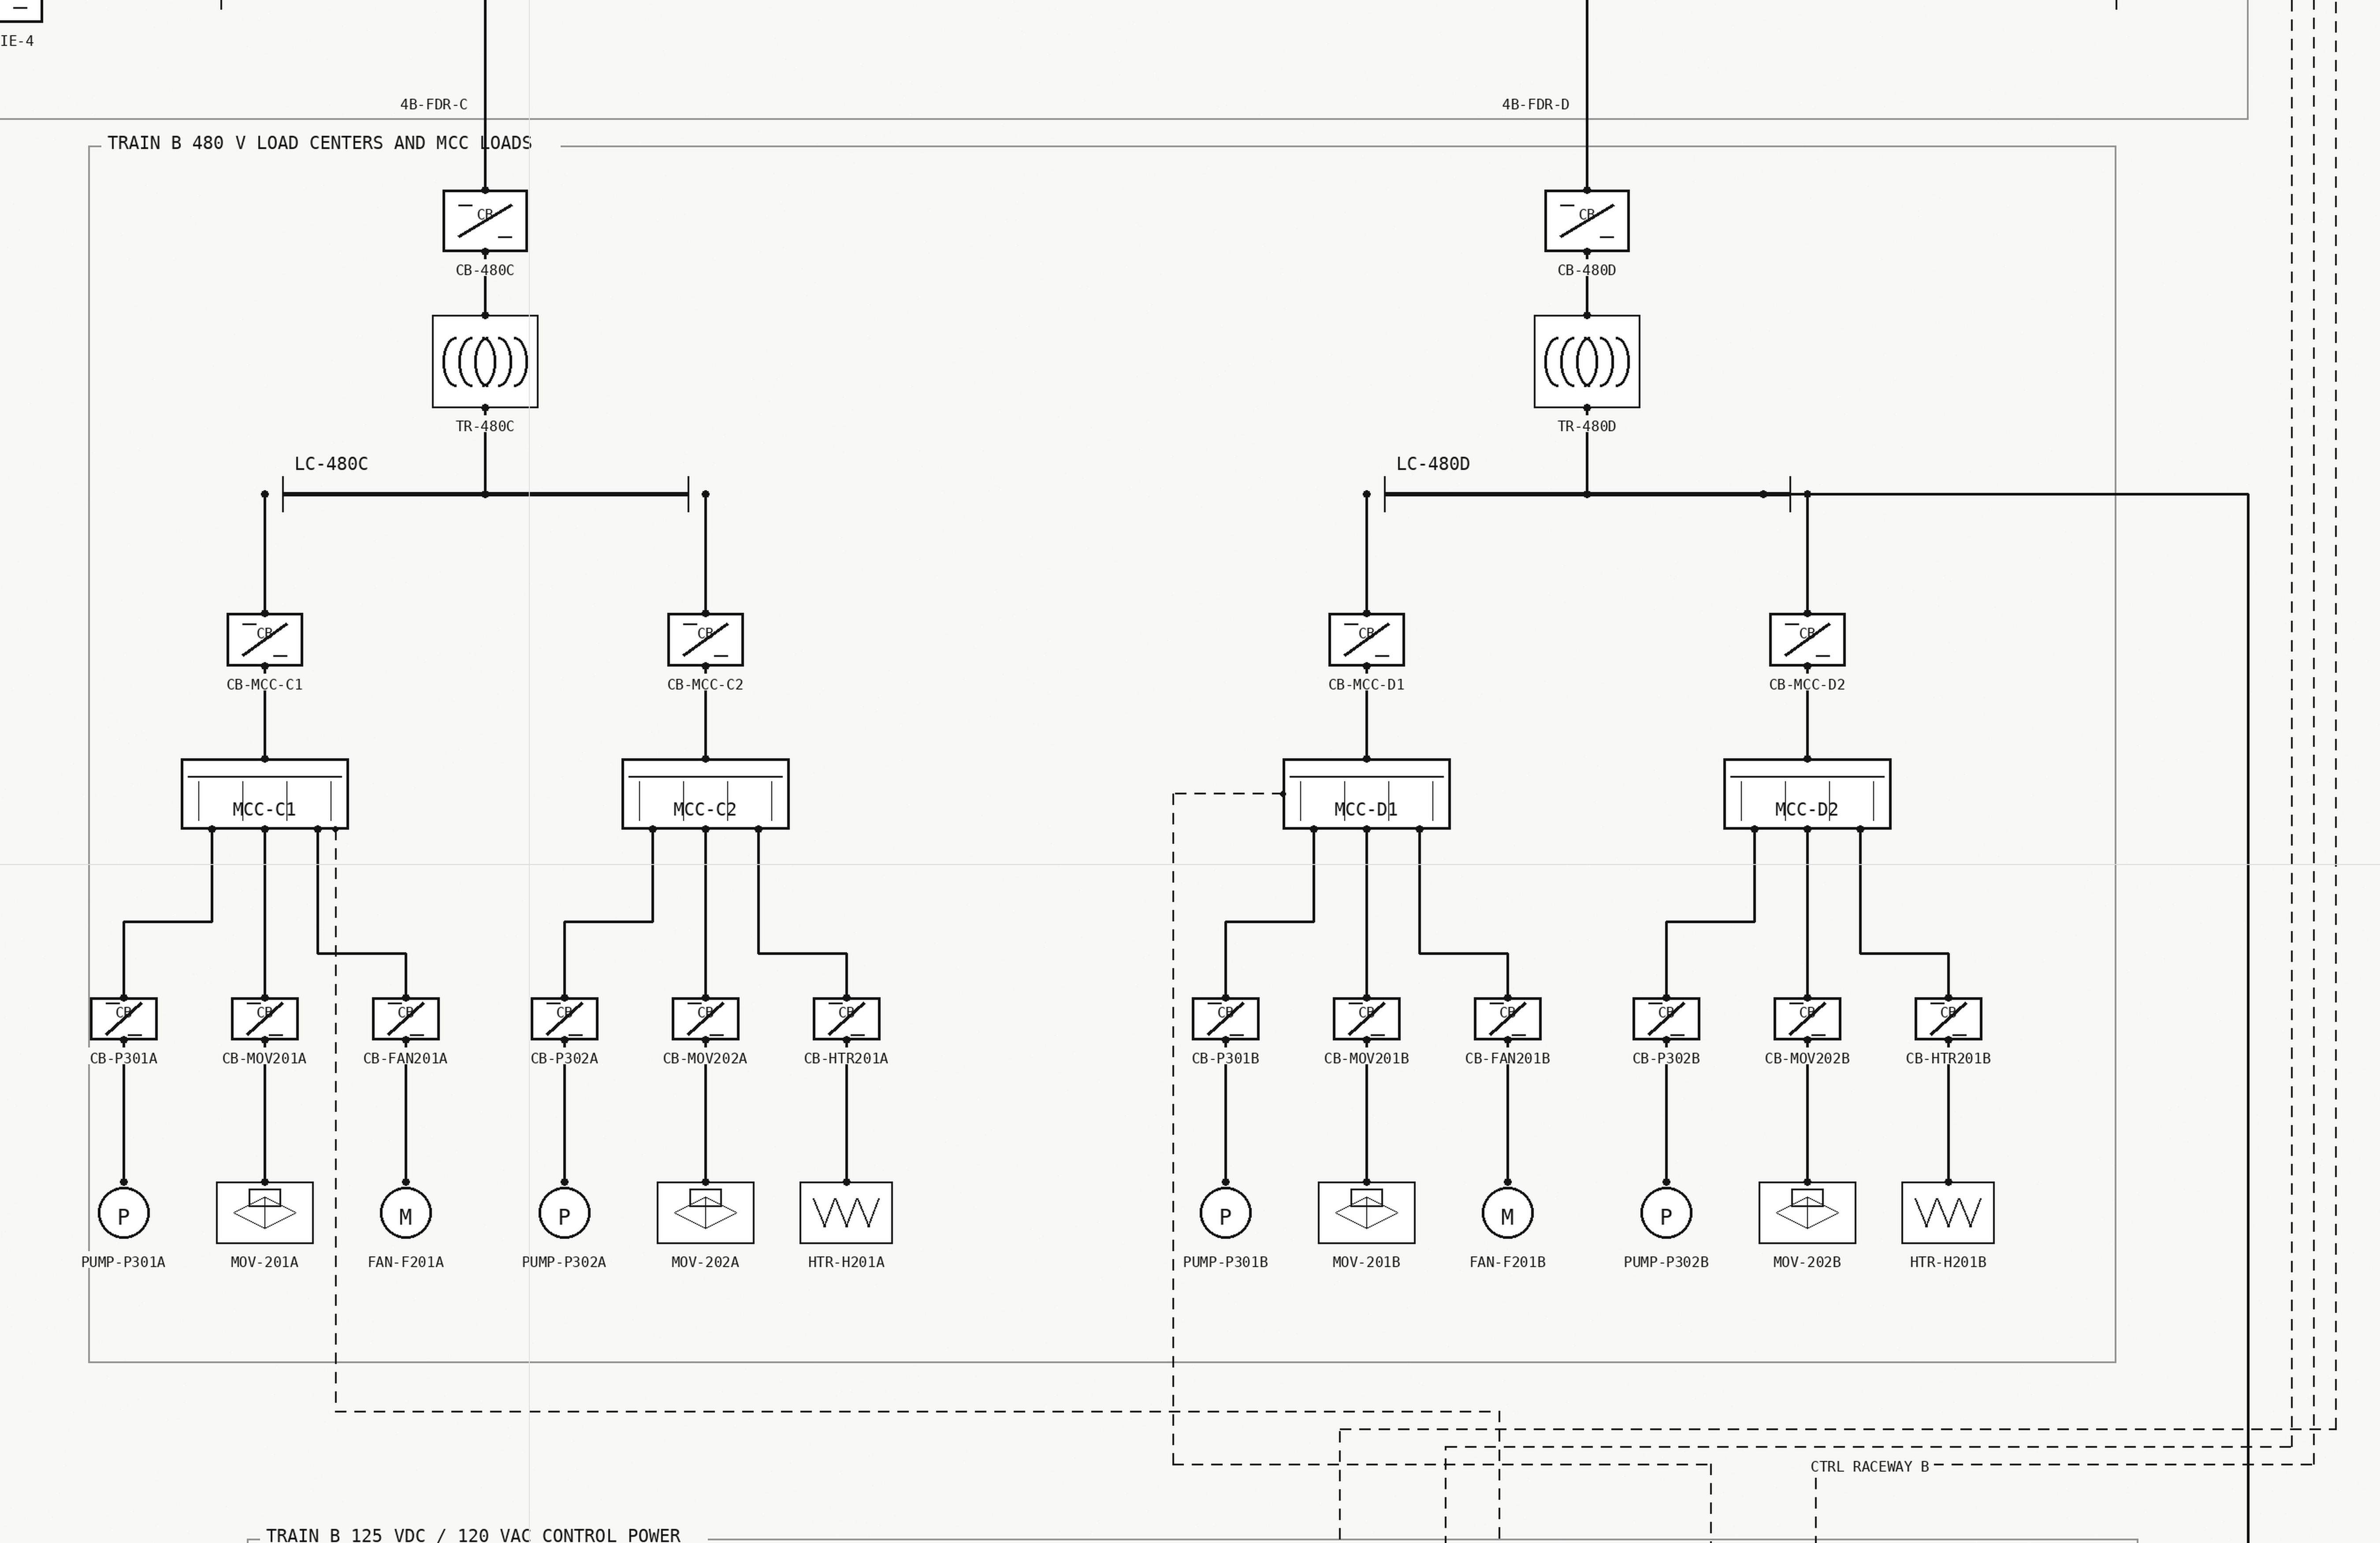 IE-4
4B-FDR-C
4B-FDR-D
TRAIN B 480 V LOAD CENTERS AND MCC LOADS
CB
CB
CB-480C
CB-480D
TR-480C
TR-480D
LC-480C
LC-480D
CB
CB
CB
CB
CB-MCC-C1
CB-MCC-C2
CB-MCC-D1
CB-MCC-D2
MCC-C1
MCC-C2
MCC-D1
MCC-D2
CB
CB
CB
CB
CB
CB
CB
CB
CB
CB
CB
CB
CB-P301A
CB-MOV201A
CB-FAN201A
CB-P302A
CB-MOV202A
CB-HTR201A
CB-P301B
CB-MOV201B
CB-FAN201B
CB-P302B
CB-MOV202B
CB-HTR201B
P
M
P
P
M
P
PUMP-P301A
MOV-201A
FAN-F201A
PUMP-P302A
MOV-202A
HTR-H201A
PUMP-P301B
MOV-201B
FAN-F201B
PUMP-P302B
MOV-202B
HTR-H201B
CTRL RACEWAY B
TRAIN B 125 VDC / 120 VAC CONTROL POWER